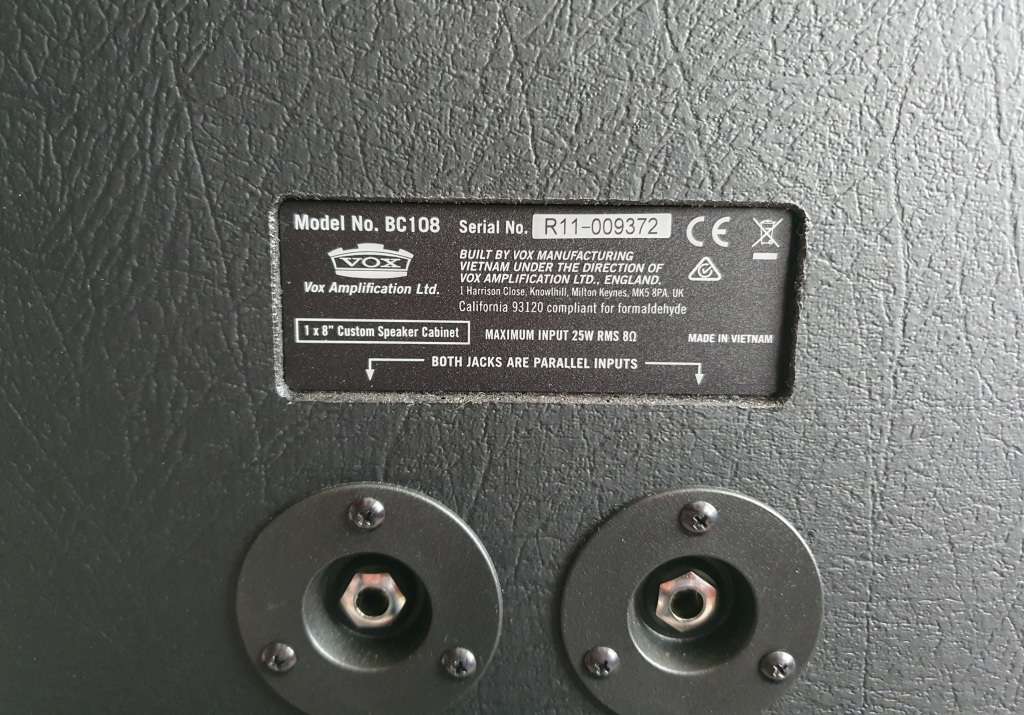 Model No. BC108 Serial No. R11-009372
VOX
Vox Amplification Ltd.
BUILT BY VOX MANUFACTURING
VIETNAM UNDER THE DIRECTION OF
VOX AMPLIFICATION LTD., ENGLAND.
1 Harrison Close, Knowlhill, Milton Keynes, MK5 8PA, UK
California 93120 compliant for formaldehyde
1 x 8" Custom Speaker Cabinet
MAXIMUM INPUT 25W RMS 8Ω
MADE IN VIETNAM
BOTH JACKS ARE PARALLEL INPUTS